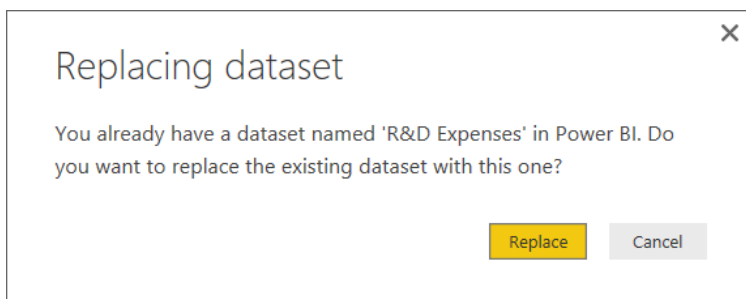 Replacing dataset
You already have a dataset named 'R&D Expenses' in Power BI. Do
you want to replace the existing dataset with this one?
Replace Cancel